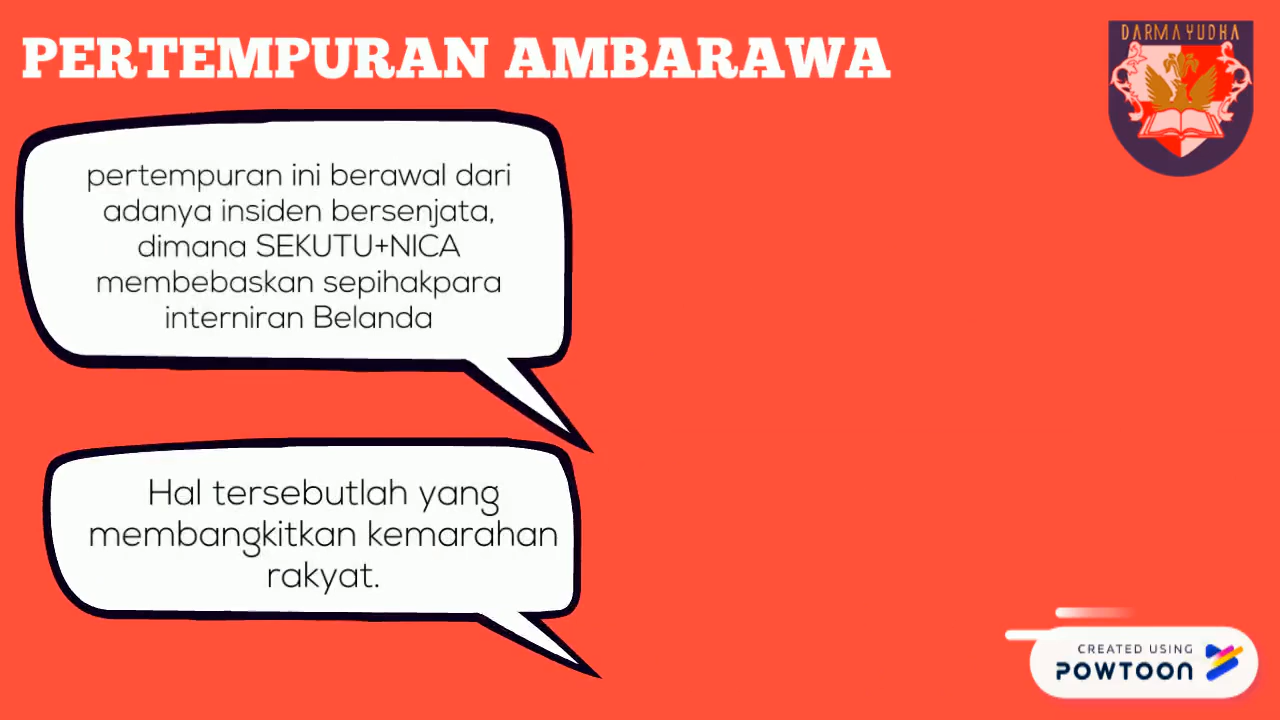 PERTEMPURAN AMBARAWA
DARMA YUDHA
pertempuran ini berawal dari
adanya insiden bersenjata,
dimana SEKUTU+NICA
membebaskan sepihakpara
interniran Belanda
Hal tersebutlah yang
membangkitkan kemarahan
rakyat.
CREATED USING
POWTOON